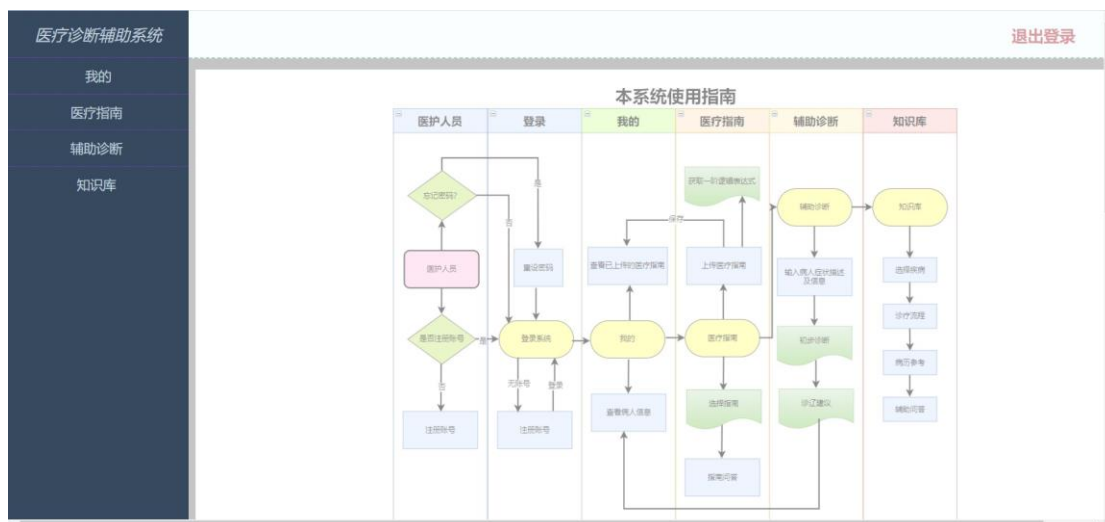 医疗诊断辅助系统
退出登录
我的
医疗指南
辅助诊断
知识库
本系统使用指南
医护人员
登录
我的
医疗指南
辅助诊断
知识库
忘记密码?
是
否
获取一阶逻辑表达式
辅助诊断
知识库
保存
医护人员
重设密码
查看已上传的医疗指南
上传医疗指南
输入病人症状描述
及信息
选择疾病
诊疗流程
是否注册账号
是
登录系统
我的
医疗指南
初步诊断
病历参考
否
无账号
登录
注册账号
注册账号
查看病人信息
选择指南
诊疗建议
辅助问答
指南问答